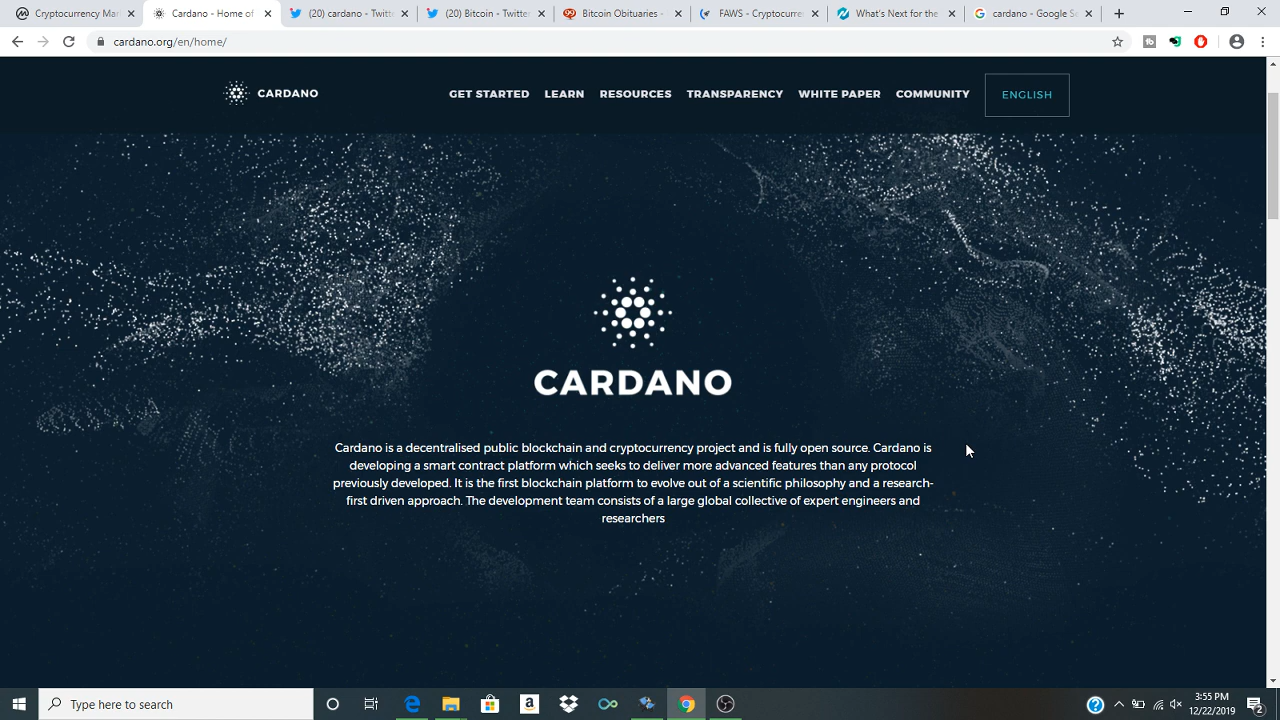 Cryptocurrency Mar
Cardano - Home of
(20) cardano - Twitt
(20) Bitcoin - Twitter
Bitcoin Obituaries -
FAWS - Cryptocurr
What's Next for the
cardano - Google Se
cardano.org/en/home/
CARDANO
GET STARTED
LEARN
RESOURCES
TRANSPARENCY
WHITE PAPER
COMMUNITY
ENGLISH
CARDANO
Cardano is a decentralised public blockchain and cryptocurrency project and is fully open source. Cardano is
developing a smart contract platform which seeks to deliver more advanced features than any protocol
previously developed. It is the first blockchain platform to evolve out of a scientific philosophy and a research-
first driven approach. The development team consists of a large global collective of expert engineers and
researchers
Type here to search
3:55 PM
12/22/2019
2